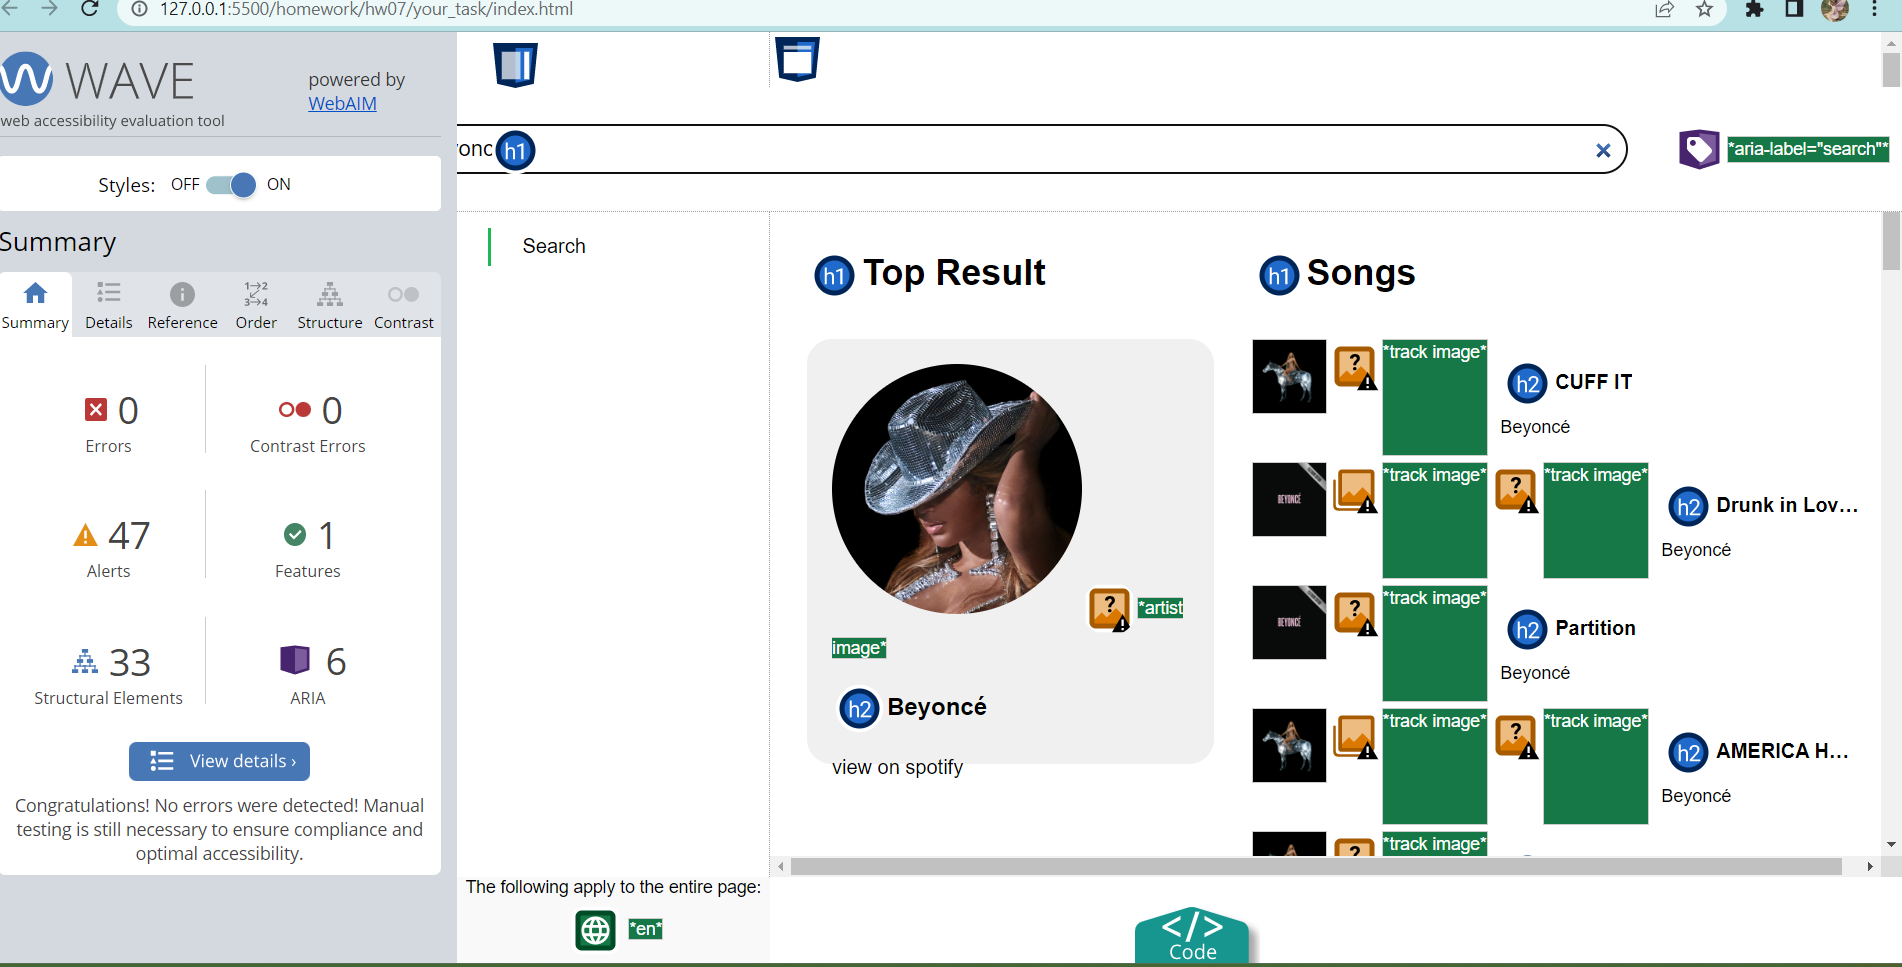 127.0.0.1:5500/homework/hw07/your_task/index.html
WAVE
powered by
WebAIM
web accessibility evaluation tool
Styles: OFF ON
Summary
Summary Details Reference Order Structure Contrast
0
Errors
0
Contrast Errors
47
Alerts
1
Features
33
Structural Elements
6
ARIA
View details ›
Congratulations! No errors were detected! Manual
testing is still necessary to ensure compliance and
optimal accessibility.
yonc h1
*aria-label="search"*
Search
h1 Top Result
*artist
image*
h2 Beyoncé
view on spotify
h1 Songs
*track image*
h2 CUFF IT
Beyoncé
BEYONCÉ
*track image* *track image*
h2 Drunk in Lov...
Beyoncé
BEYONCÉ
*track image*
h2 Partition
Beyoncé
*track image* *track image*
h2 AMERICA H...
Beyoncé
*track image*
The following apply to the entire page:
*en*
</>
Code